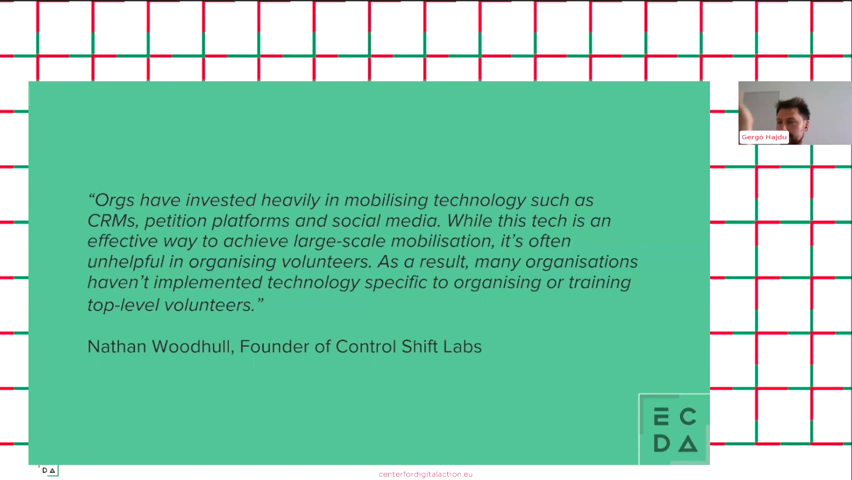 “Orgs have invested heavily in mobilising technology such as
CRMs, petition platforms and social media. While this tech is an
effective way to achieve large-scale mobilisation, it’s often
unhelpful in organising volunteers. As a result, many organisations
haven’t implemented technology specific to organising or training
top-level volunteers.”
Nathan Woodhull, Founder of Control Shift Labs
Gergő Hajdu
E C
D A
D A
centerfordigitalaction.eu